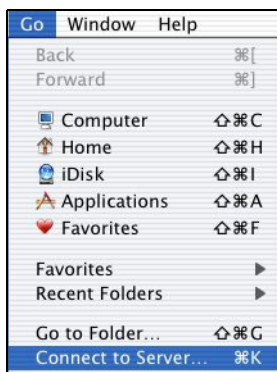 Go Window Help
Back ⌘[
Forward ⌘]
Computer ⇧⌘C
Home ⇧⌘H
iDisk ⇧⌘I
Applications ⇧⌘A
Favorites ⇧⌘F
Favorites ▶
Recent Folders ▶
Go to Folder... ⇧⌘G
Connect to Server... ⌘K